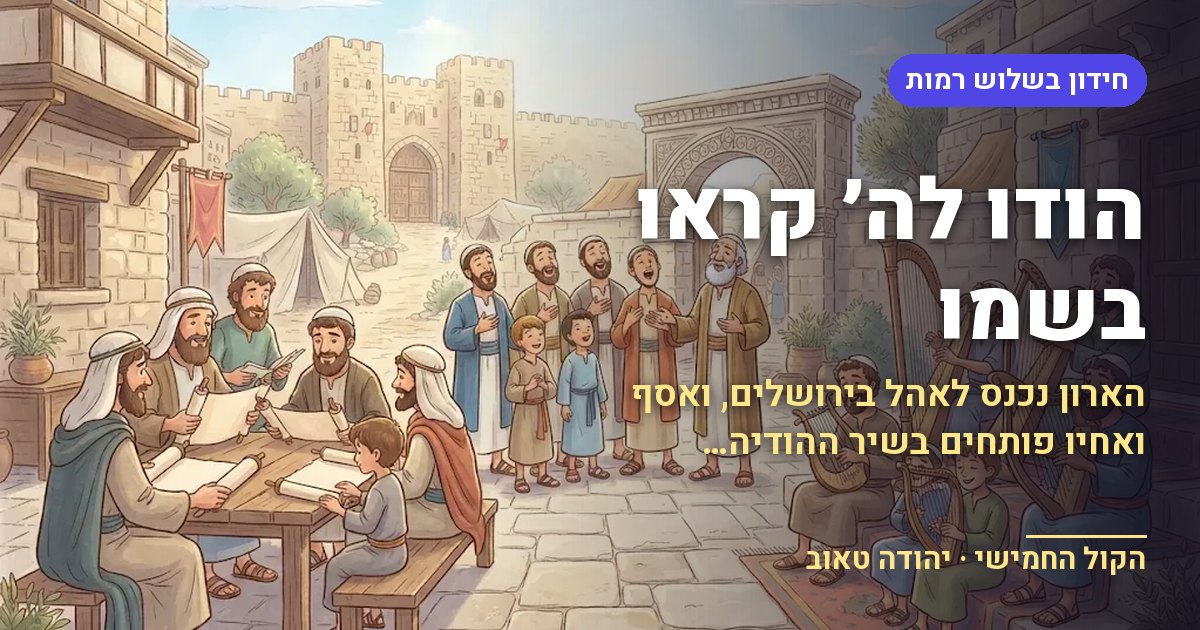 חידון בשלוש רמות
הודו לה׳ קראו
בשמו
הארון נכנס לאהל בירושלים, ואסף
ואחיו פותחים בשיר ההודיה...
הקול החמישי · יהודה טאוב